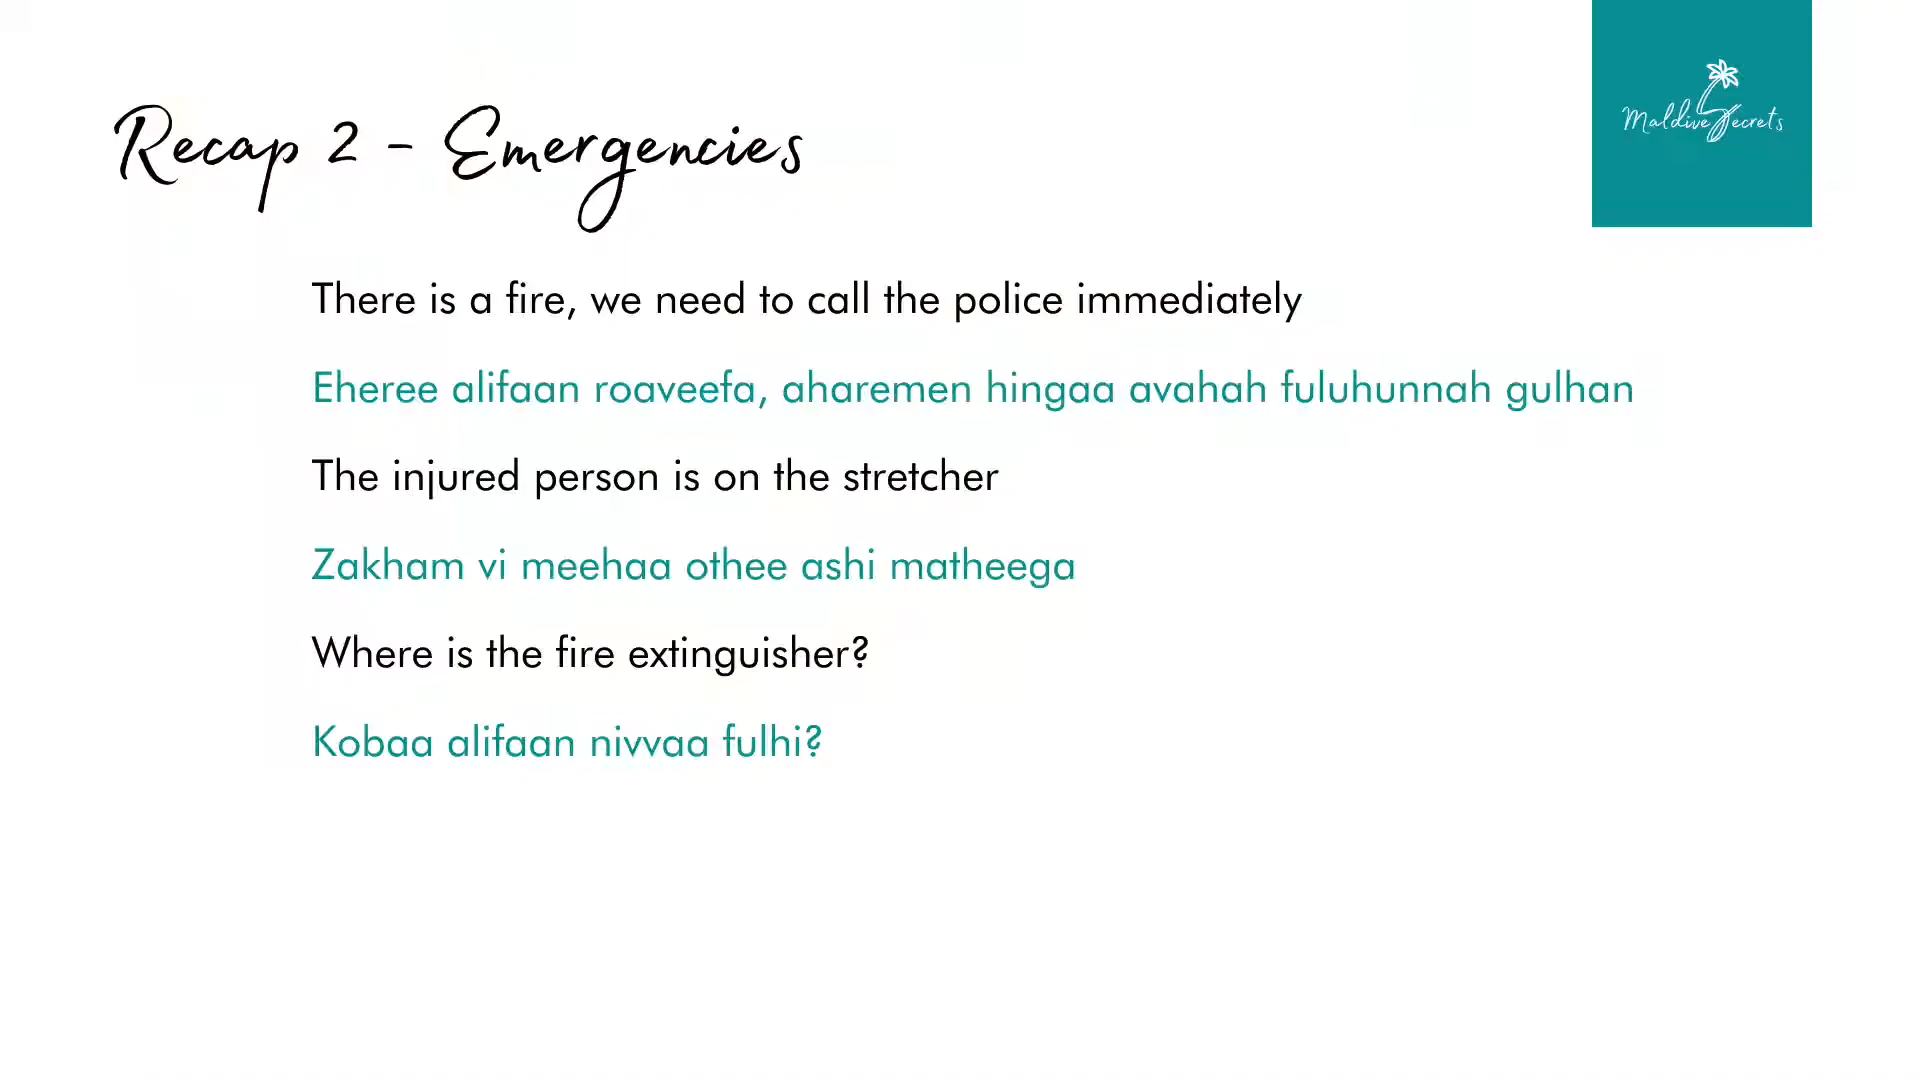 Recap 2 - Emergencies
Maldive Secrets
There is a fire, we need to call the police immediately
Eheree alifaan roaveefa, aharemen hingaa avahah fuluhunnah gulhan
The injured person is on the stretcher
Zakham vi meehaa othee ashi matheega
Where is the fire extinguisher?
Kobaa alifaan nivvaa fulhi?